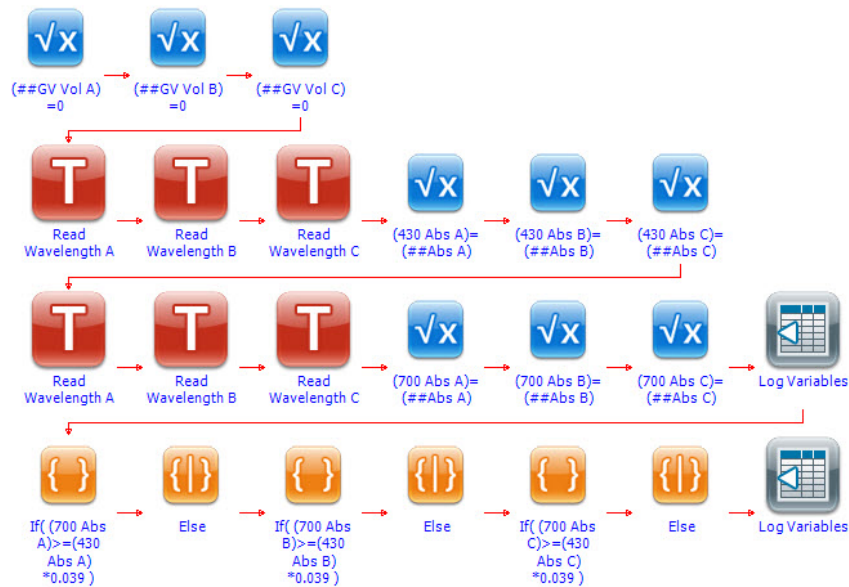 √x √x √x
(##GV Vol A) (##GV Vol B) (##GV Vol C)
=0 =0 =0
T T T √x √x √x
Read Read Read (430 Abs A)= (430 Abs B)= (430 Abs C)=
Wavelength A Wavelength B Wavelength C (##Abs A) (##Abs B) (##Abs C)
T T T √x √x √x
Read Read Read (700 Abs A)= (700 Abs B)= (700 Abs C)= Log Variables
Wavelength A Wavelength B Wavelength C (##Abs A) (##Abs B) (##Abs C)
{ } {|} { } {|} { } {|}
If( (700 Abs Else If( (700 Abs Else If( (700 Abs Else Log Variables
A)>=(430 B)>=(430 C)>=(430
Abs A) Abs B) Abs C)
*0.039 ) *0.039 ) *0.039 )